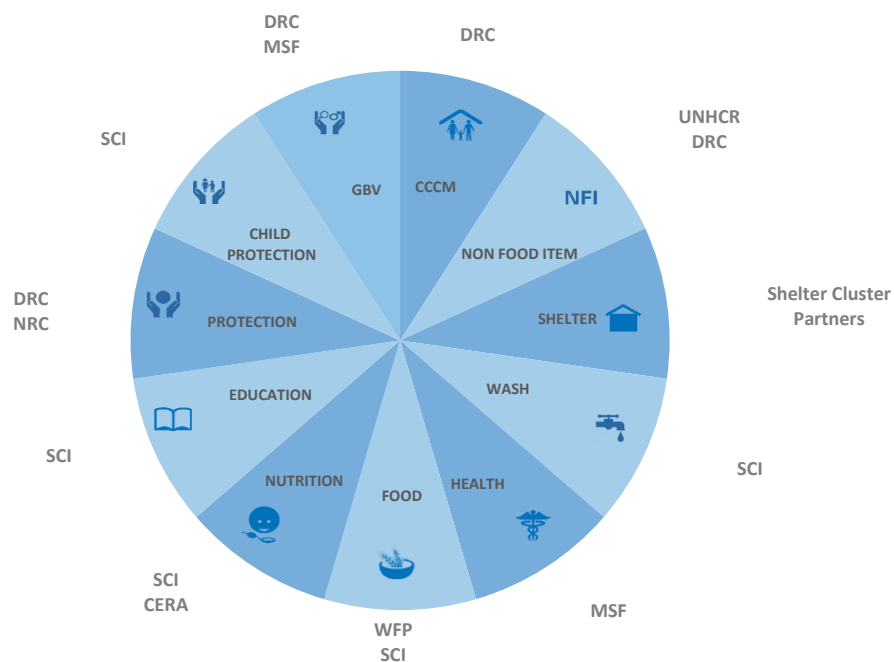 DRC
MSF
DRC
SCI
UNHCR
DRC
GBV
CCCM
NFI
CHILD
PROTECTION
NON FOOD ITEM
DRC
NRC
PROTECTION
SHELTER
Shelter Cluster
Partners
EDUCATION
WASH
SCI
SCI
NUTRITION
FOOD
HEALTH
SCI
CERA
WFP
SCI
MSF